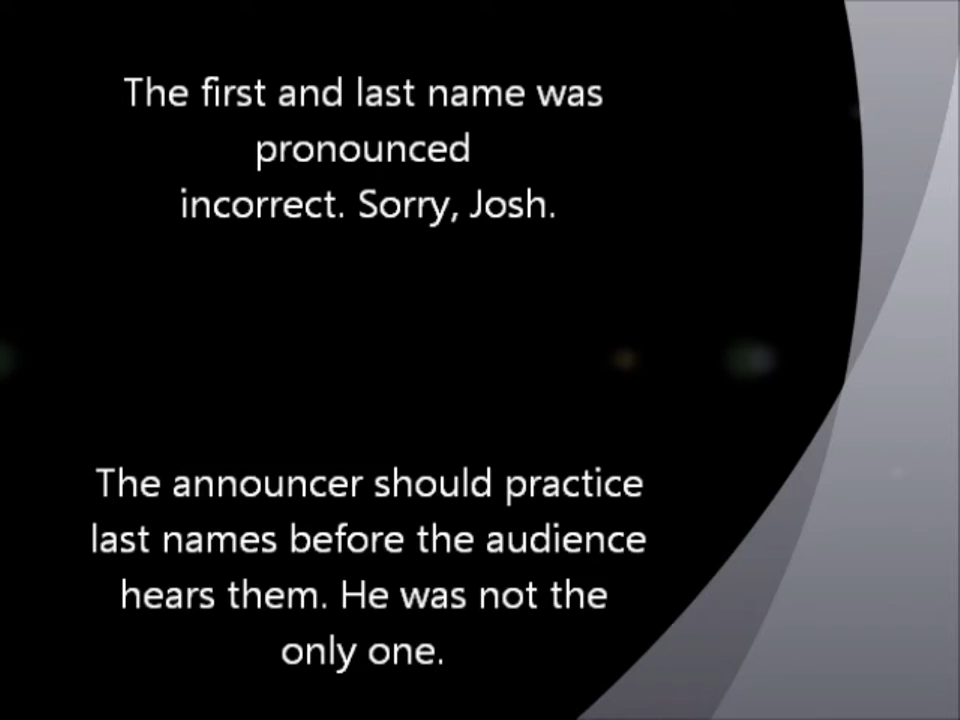 The first and last name was
pronounced
incorrect. Sorry, Josh.
The announcer should practice
last names before the audience
hears them. He was not the
only one.